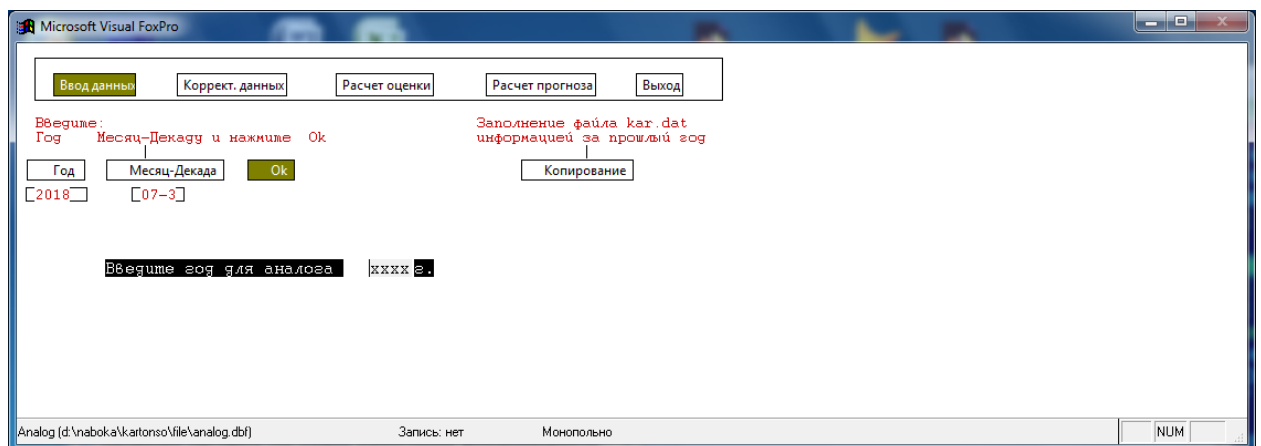 Microsoft Visual FoxPro
Ввод данных Коррект. данных Расчет оценки Расчет прогноза Выход
Введите: Заполнение файла kar.dat
Год Месяц-Декаду и нажмите Ok информацией за прошлый год
Год Месяц-Декада Ok Копирование
2018 07-3
Введите год для аналога xxxx г.
Analog (d:\naboka\kartonso\file\analog.dbf) Запись: нет Монопольно NUM